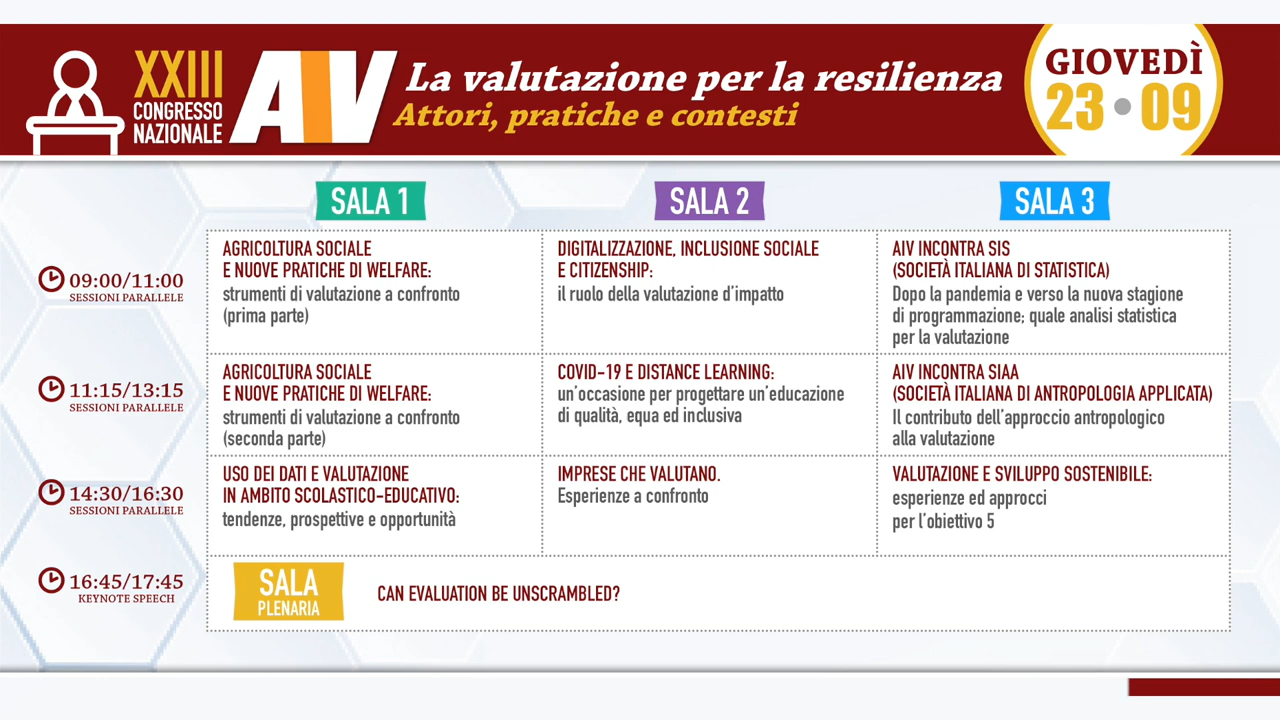 XXIII
CONGRESSO
NAZIONALE
AIV
La valutazione per la resilienza
Attori, pratiche e contesti
GIOVEDÌ
23 • 09
SALA 1
SALA 2
SALA 3
09:00/11:00
SESSIONI PARALLELE
AGRICOLTURA SOCIALE
E NUOVE PRATICHE DI WELFARE:
strumenti di valutazione a confronto
(prima parte)
DIGITALIZZAZIONE, INCLUSIONE SOCIALE
E CITIZENSHIP:
il ruolo della valutazione d'impatto
AIV INCONTRA SIS
(SOCIETÀ ITALIANA DI STATISTICA)
Dopo la pandemia e verso la nuova stagione
di programmazione; quale analisi statistica
per la valutazione
11:15/13:15
SESSIONI PARALLELE
AGRICOLTURA SOCIALE
E NUOVE PRATICHE DI WELFARE:
strumenti di valutazione a confronto
(seconda parte)
COVID-19 E DISTANCE LEARNING:
un'occasione per progettare un'educazione
di qualità, equa ed inclusiva
AIV INCONTRA SIAA
(SOCIETÀ ITALIANA DI ANTROPOLOGIA APPLICATA)
Il contributo dell'approccio antropologico
alla valutazione
14:30/16:30
SESSIONI PARALLELE
USO DEI DATI E VALUTAZIONE
IN AMBITO SCOLASTICO-EDUCATIVO:
tendenze, prospettive e opportunità
IMPRESE CHE VALUTANO.
Esperienze a confronto
VALUTAZIONE E SVILUPPO SOSTENIBILE:
esperienze ed approcci
per l'obiettivo 5
16:45/17:45
KEYNOTE SPEECH
SALA
PLENARIA
CAN EVALUATION BE UNSCRAMBLED?